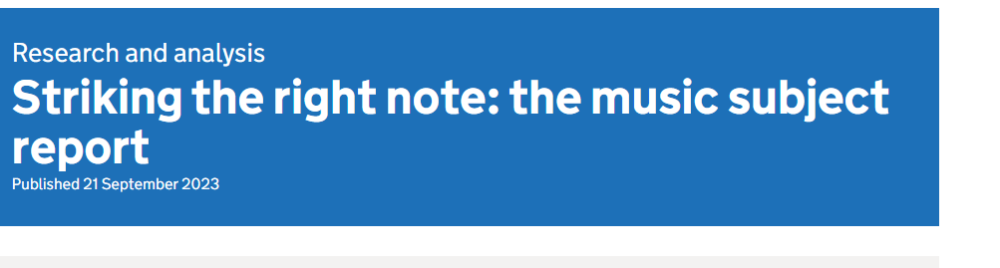 Research and analysis
Striking the right note: the music subject
report
Published 21 September 2023